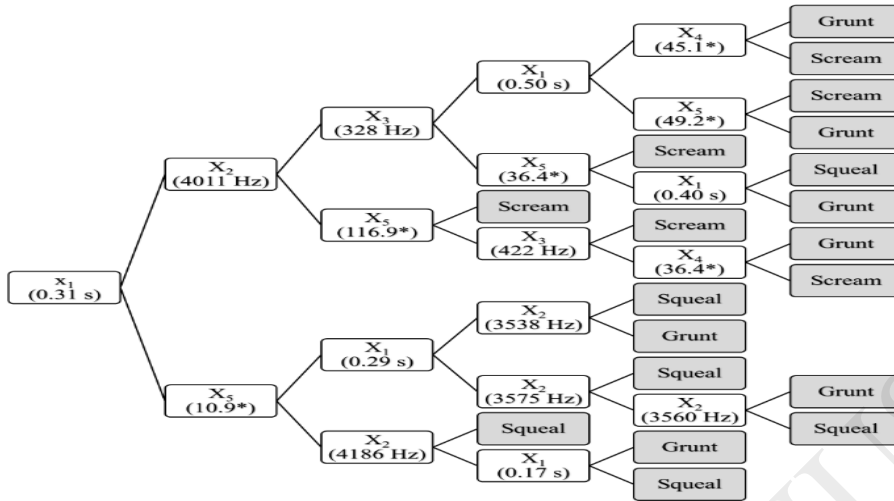 Grunt
X₄
(45.1*)
Scream
X₁
(0.50 s)
Scream
X₃
(328 Hz)
X₅
(49.2*)
Grunt
Scream
X₂
(4011 Hz)
X₅
(36.4*)
Squeal
X₁
(0.40 s)
Scream
Grunt
X₅
(116.9*)
X₃
(422 Hz)
Scream
Grunt
X₄
(36.4*)
Scream
x₁
(0.31 s)
Squeal
X₂
(3538 Hz)
Grunt
X₁
(0.29 s)
Squeal
X₂
(3575 Hz)
Grunt
X₅
(10.9*)
X₂
(3560 Hz)
Squeal
Squeal
X₂
(4186 Hz)
Grunt
X₁
(0.17 s)
Squeal